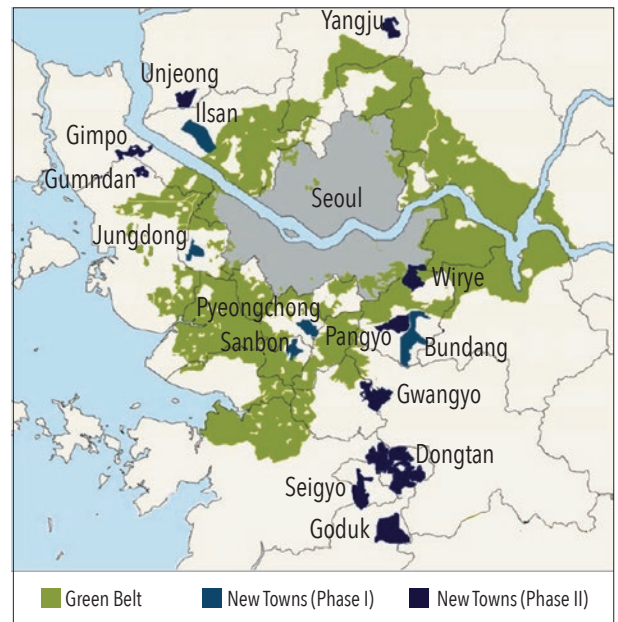 Yangju
Unjeong
Ilsan
Gimpo
Gumndan
Seoul
Jungdong
Wirye
Pyeongchong
Pangyo
Sanbon
Bundang
Gwangyo
Dongtan
Seigyo
Goduk
Green Belt
New Towns (Phase I)
New Towns (Phase II)